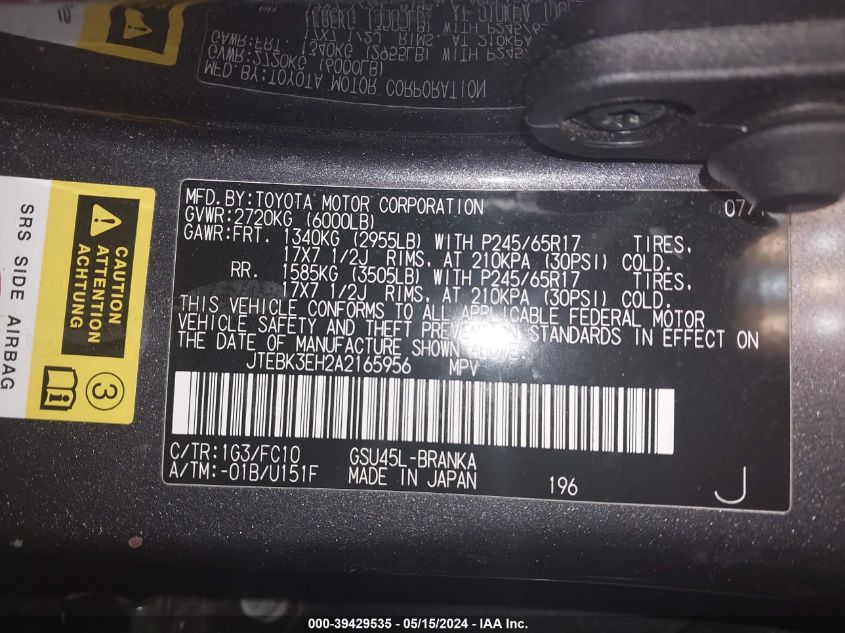 MFD.BY:TOYOTA MOTOR CORPORATION 07/
GVWR:2720KG (6000LB)
GAWR:FRT. 1340KG (2955LB) WITH P245/65R17 TIRES,
17X7 1/2J RIMS, AT 210KPA (30PSI) COLD.
RR. 1585KG (3505LB) WITH P245/65R17 TIRES,
17X7 1/2J RIMS, AT 210KPA (30PSI) COLD.
THIS VEHICLE CONFORMS TO ALL APPLICABLE FEDERAL MOTOR
VEHICLE SAFETY AND THEFT PREVENTION STANDARDS IN EFFECT ON
THE DATE OF MANUFACTURE SHOWN ABOVE.
JTEBK3EH2A2165956 MPV
C/TR:1G3/FC10 GSU45L-BRANKA
A/TM:-01B/U151F MADE IN JAPAN 196 J
SRS SIDE AIRBAG
CAUTION
ATTENTION
ACHTUNG
3
000-39429535 - 05/15/2024 - IAA Inc.